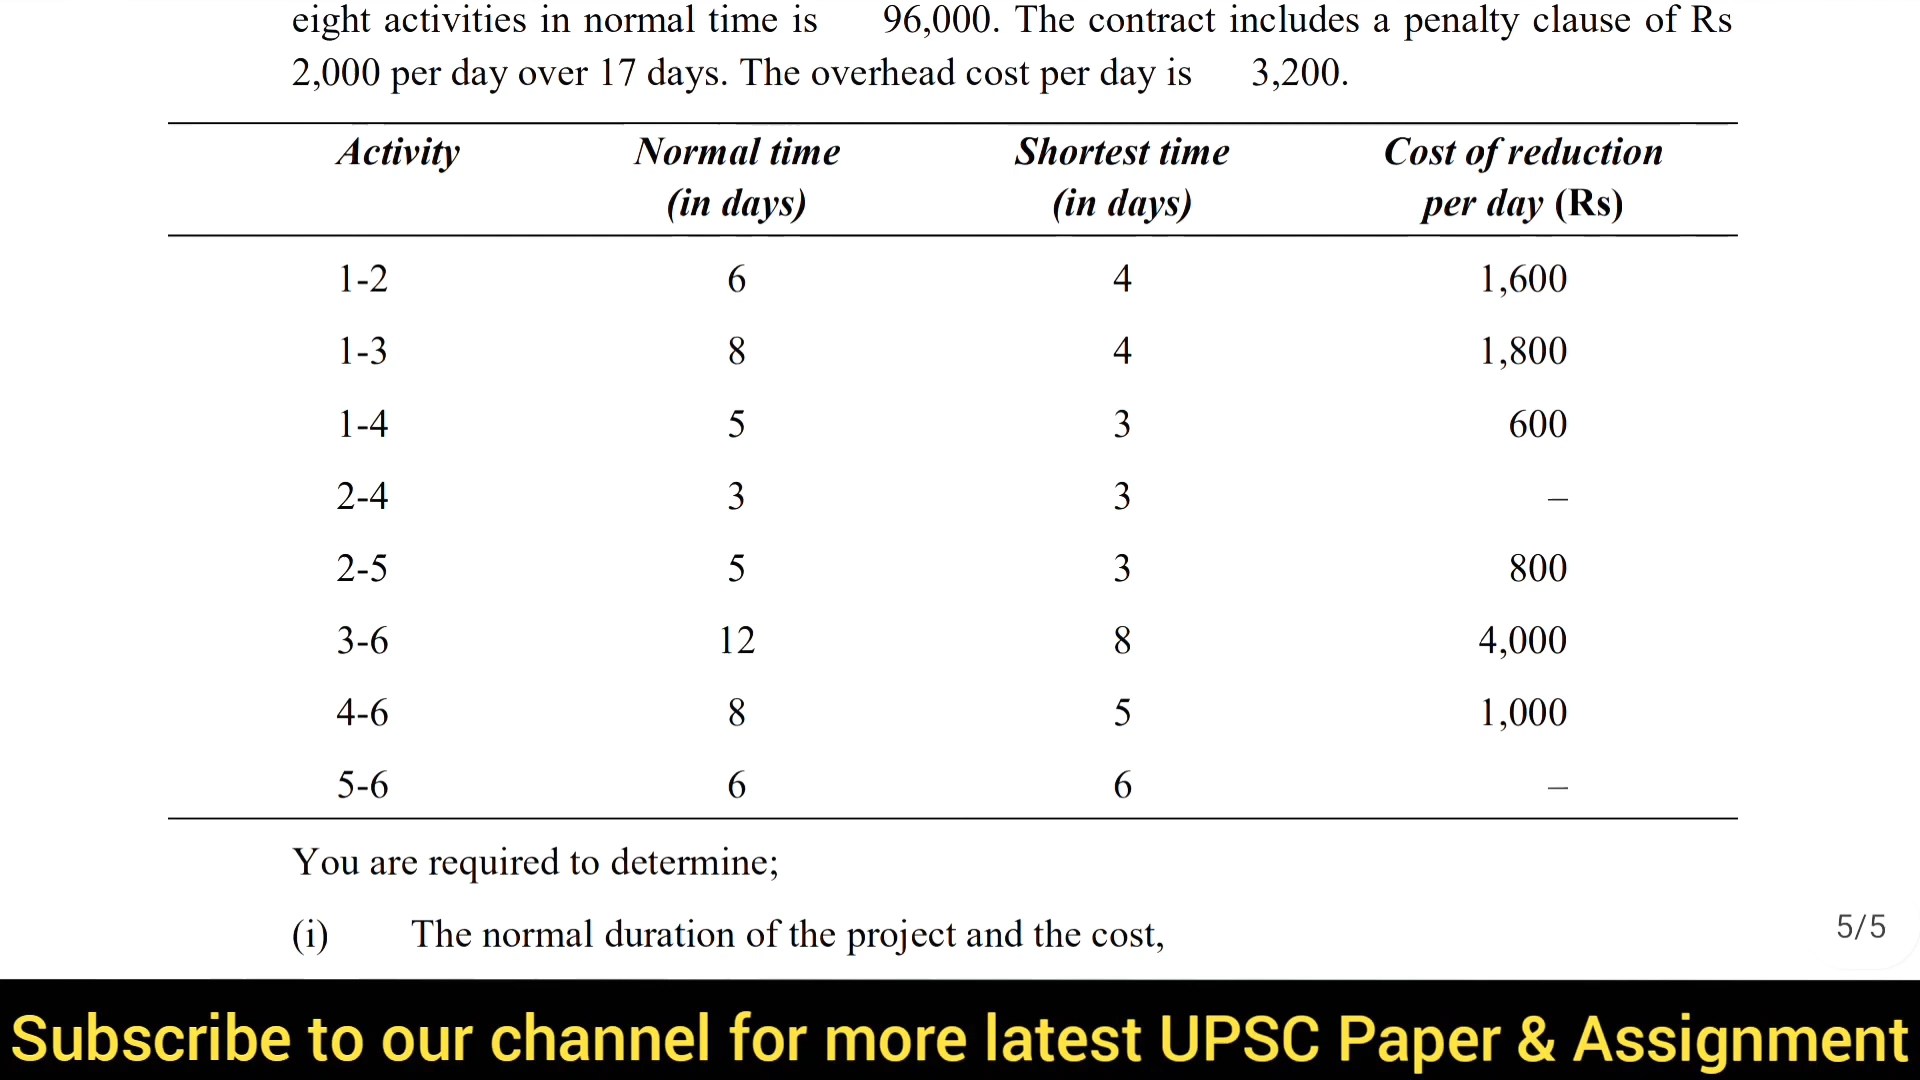 eight activities in normal time is 96,000. The contract includes a penalty clause of Rs
2,000 per day over 17 days. The overhead cost per day is 3,200.
Activity Normal time Shortest time Cost of reduction
(in days) (in days) per day (Rs)
1-2 6 4 1,600
1-3 8 4 1,800
1-4 5 3 600
2-4 3 3 –
2-5 5 3 800
3-6 12 8 4,000
4-6 8 5 1,000
5-6 6 6 –
You are required to determine;
(i) The normal duration of the project and the cost,
5/5
Subscribe to our channel for more latest UPSC Paper & Assignment